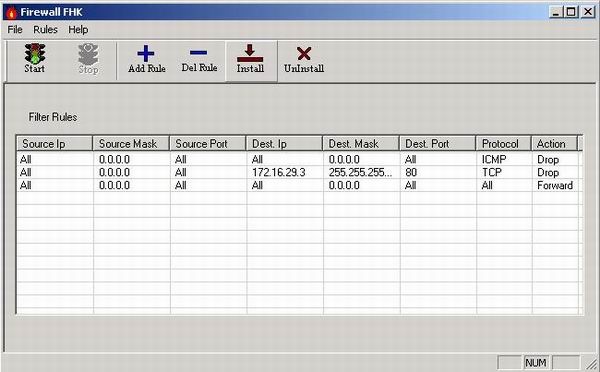 Firewall FHK
File Rules Help
Start Stop Add Rule Del Rule Install UnInstall
Filter Rules
Source Ip Source Mask Source Port Dest. Ip Dest. Mask Dest. Port Protocol Action
All 0.0.0.0 All All 0.0.0.0 All ICMP Drop
All 0.0.0.0 All 172.16.29.3 255.255.255... 80 TCP Drop
All 0.0.0.0 All All 0.0.0.0 All All Forward
NUM